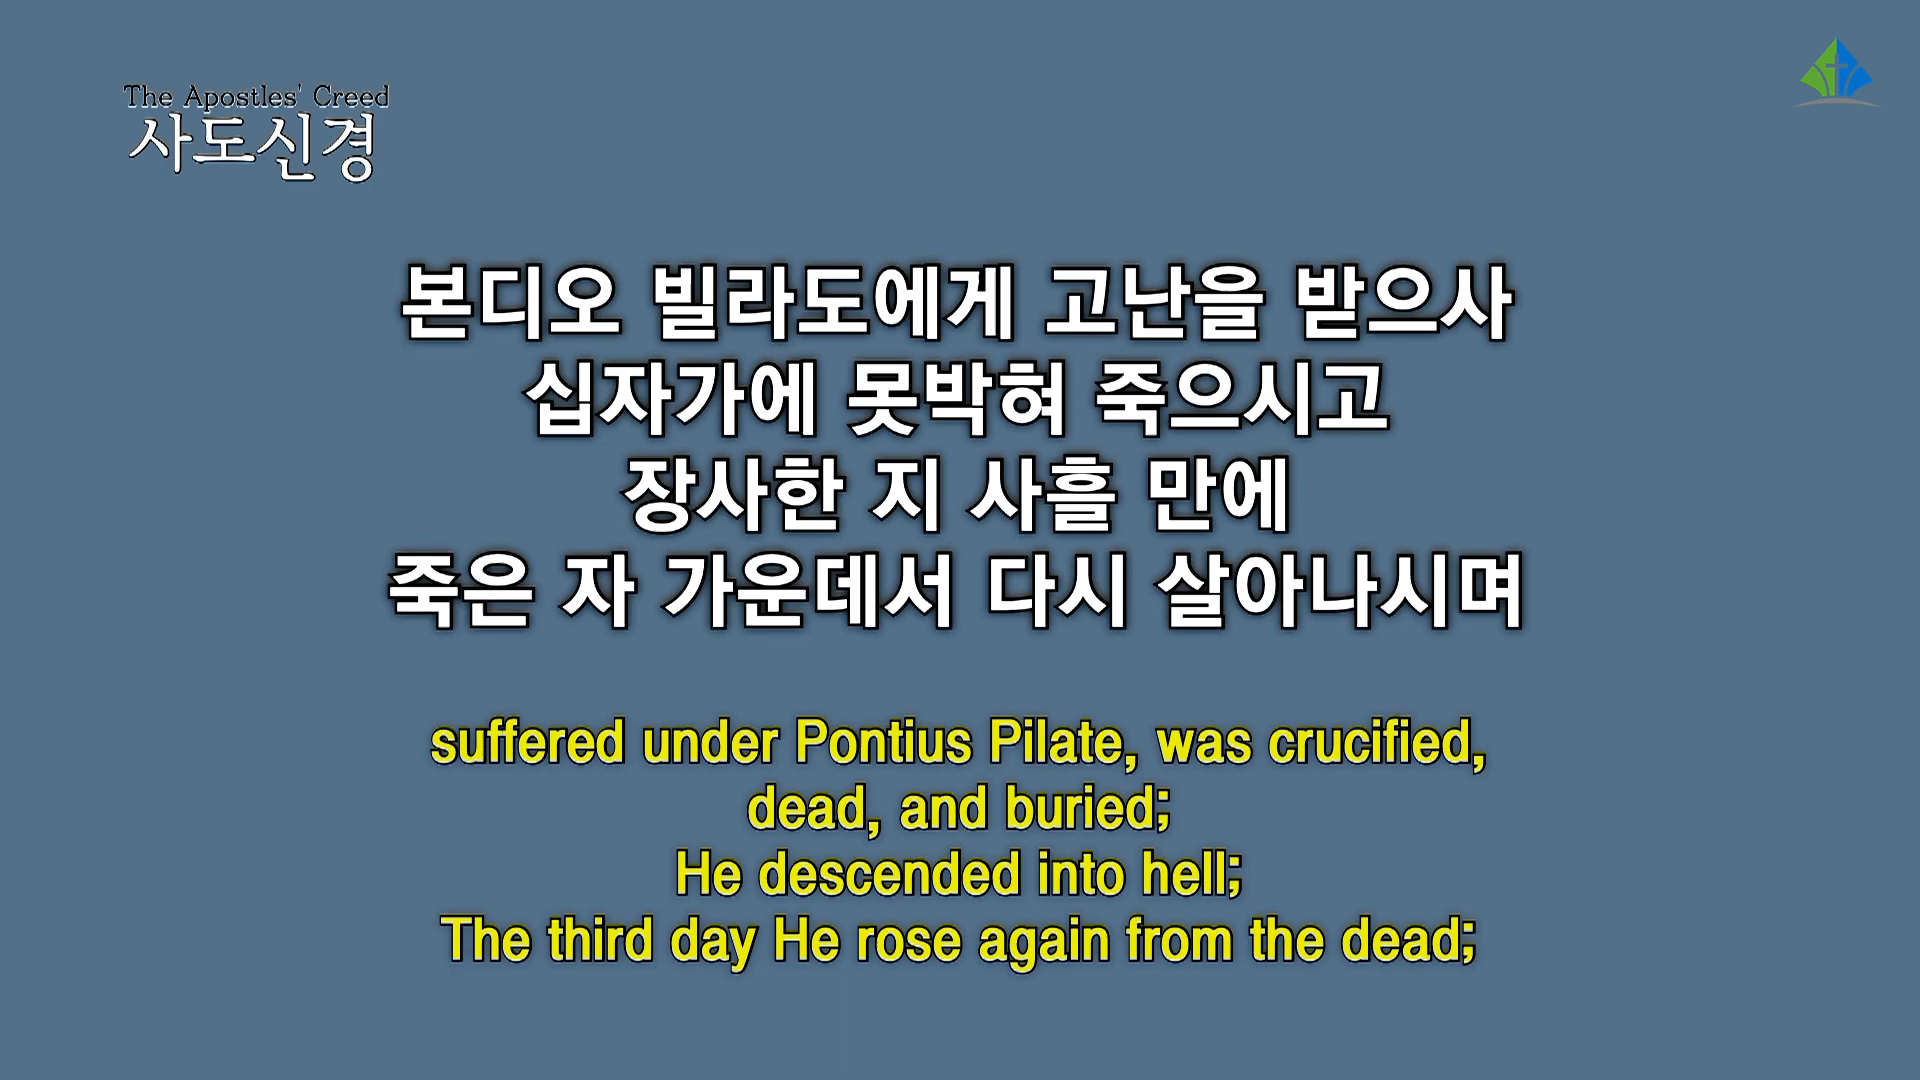 The Apostles' Creed
사도신경
본디오 빌라도에게 고난을 받으사
십자가에 못박혀 죽으시고
장사한 지 사흘 만에
죽은 자 가운데서 다시 살아나시며
suffered under Pontius Pilate, was crucified,
dead, and buried;
He descended into hell;
The third day He rose again from the dead;